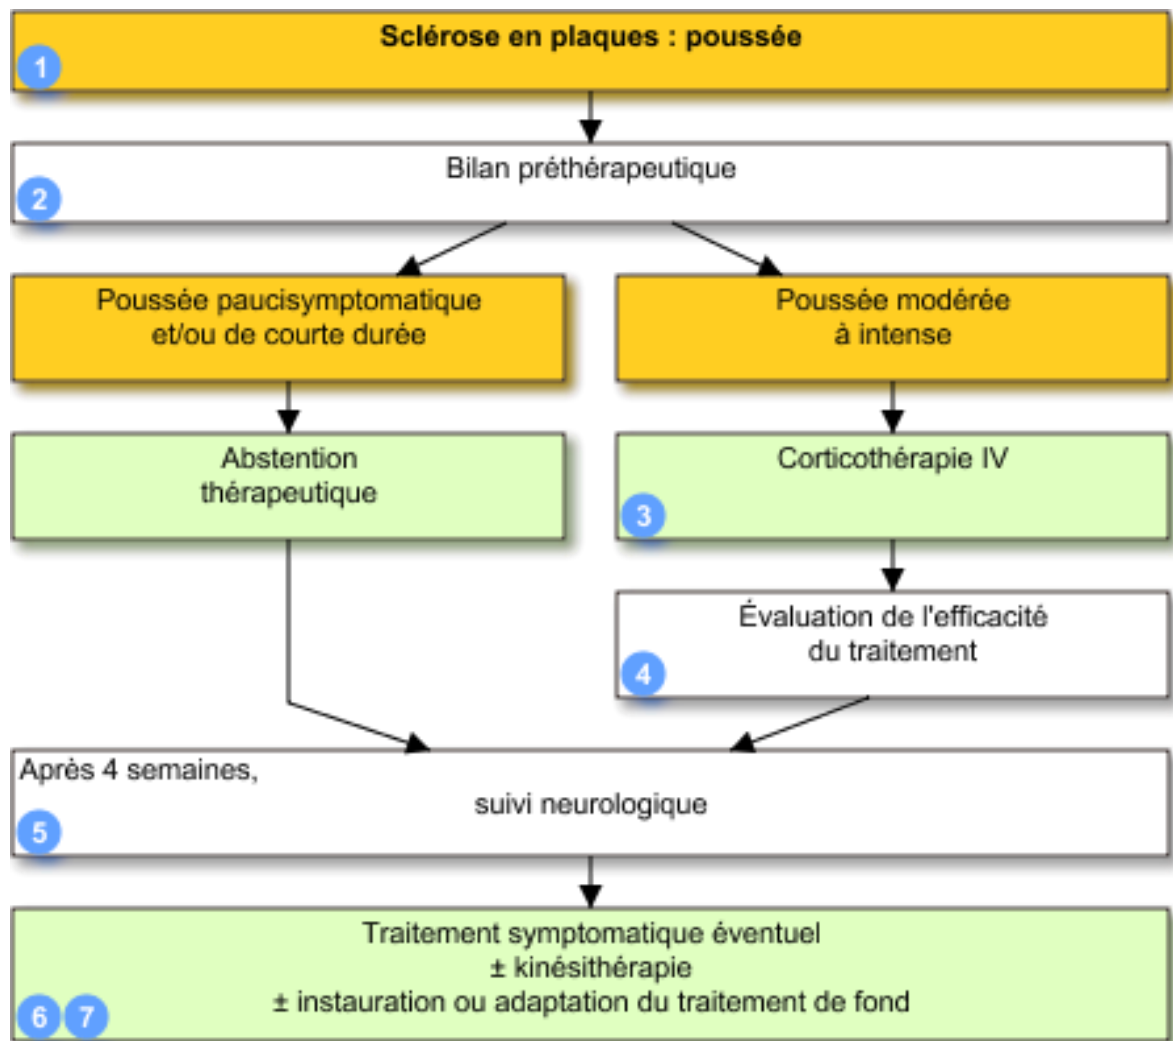 Sclérose en plaques : poussée
1
Bilan préthérapeutique
2
Poussée paucisymptomatique
et/ou de courte durée
Poussée modérée
à intense
Abstention
thérapeutique
Corticothérapie IV
3
Évaluation de l'efficacité
du traitement
4
Après 4 semaines,
suivi neurologique
5
Traitement symptomatique éventuel
± kinésithérapie
± instauration ou adaptation du traitement de fond
6 7